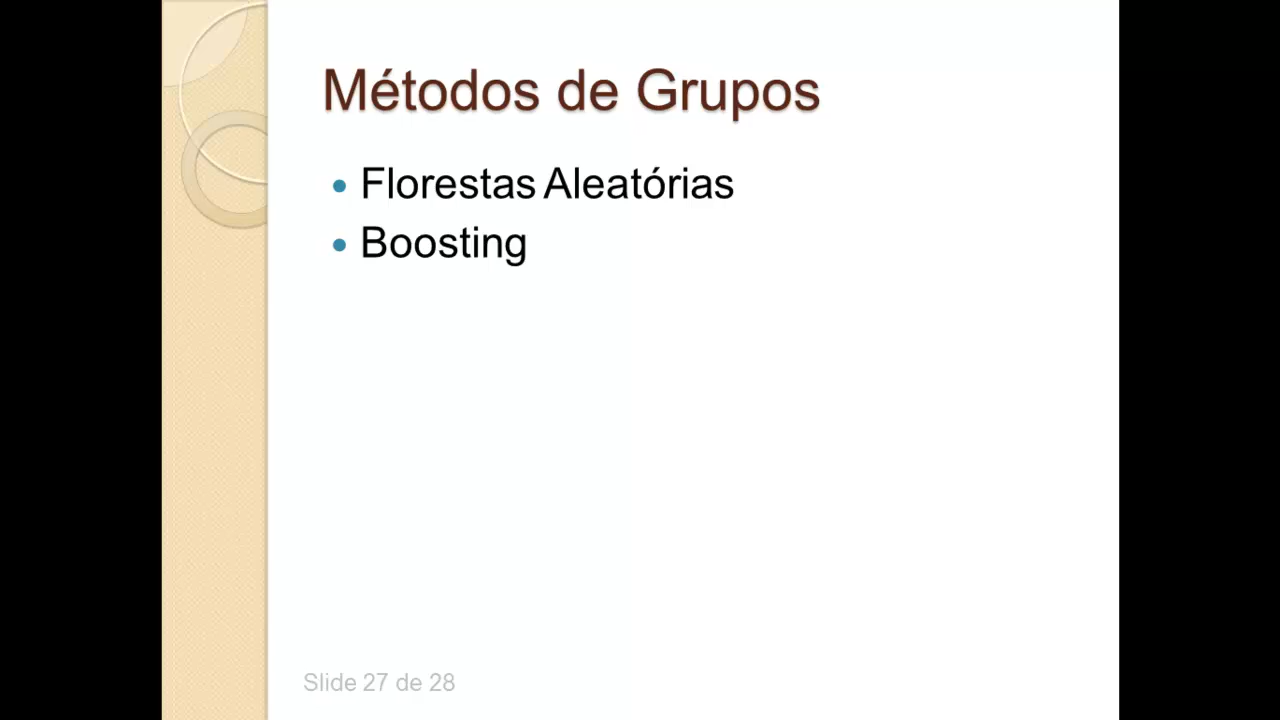 Métodos de Grupos
Florestas Aleatórias
Boosting
Slide 27 de 28